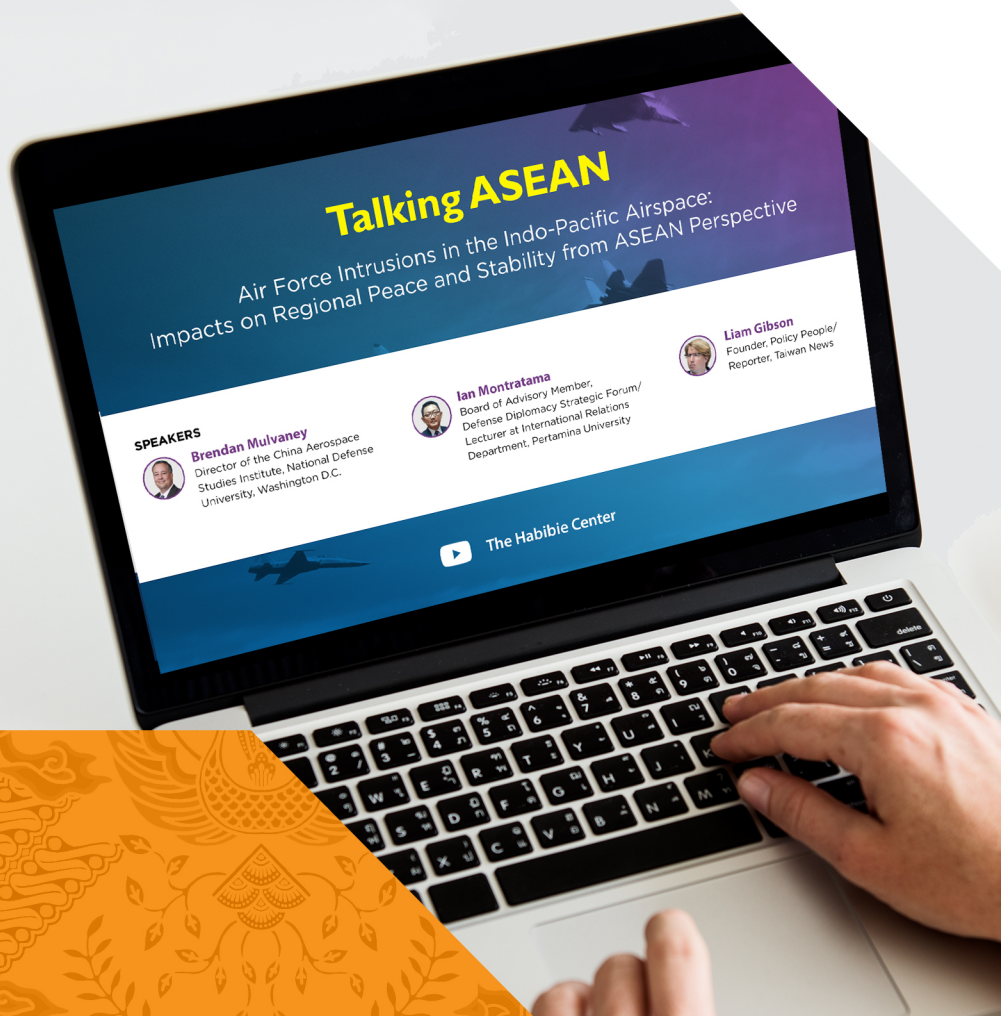 Talking ASEAN
Air Force Intrusions in the Indo-Pacific Airspace:
Impacts on Regional Peace and Stability from ASEAN Perspective
SPEAKERS
Brendan Mulvaney
Director of the China Aerospace
Studies Institute, National Defense
University, Washington D.C.
Ian Montratama
Board of Advisory Member,
Defense Diplomacy Strategic Forum/
Lecturer at International Relations
Department, Pertamina University
Liam Gibson
Founder, Policy People/
Reporter, Taiwan News
The Habibie Center
delete
W E R T Y U I
S D F G H J K
X C V B N M